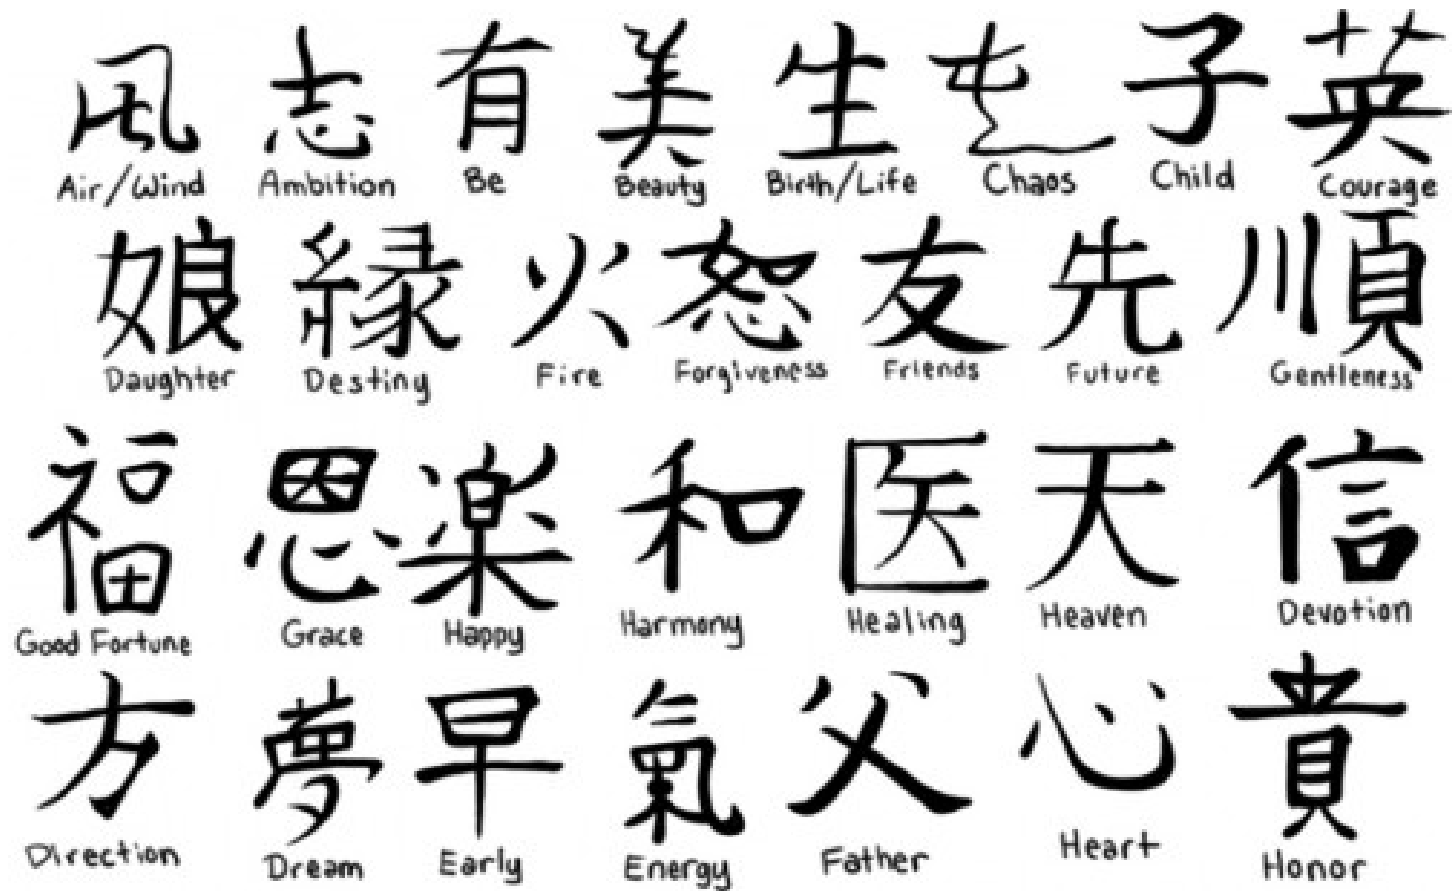 風 志 有 美 生 屯 子 英
Air/Wind Ambition Be Beauty Birth/Life Chaos Child Courage
娘 縁 火 恕 友 先 順
Daughter Destiny Fire Forgiveness Friends Future Gentleness
福 恩 楽 和 医 天 信
Good Fortune Grace Happy Harmony Healing Heaven Devotion
方 夢 早 氣 父 心 貴
Direction Dream Early Energy Father Heart Honor